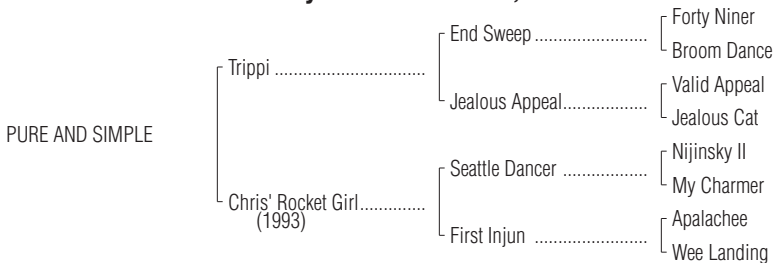 Forty Niner
End Sweep ...........................
Broom Dance
Trippi ................................
Valid Appeal
Jealous Appeal....................
Jealous Cat
PURE AND SIMPLE
Nijinsky II
Seattle Dancer ....................
My Charmer
Chris' Rocket Girl..............
(1993)
Apalachee
First Injun ...........................
Wee Landing